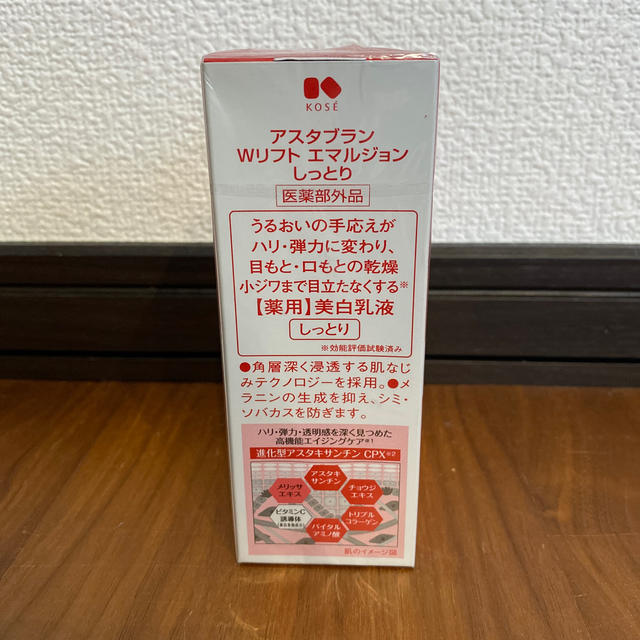 KOSÉ
アスタブラン
Wリフト エマルジョン
しっとり
医薬部外品
うるおいの手応えが
ハリ・弾力に変わり、
目もと・口もとの乾燥
小ジワまで目立たなくする※
【薬用】美白乳液
しっとり
※効能評価試験済み
●角層深く浸透する肌なじ
みテクノロジーを採用。●メ
ラニンの生成を抑え、シミ・
ソバカスを防ぎます。
ハリ・弾力・透明感を深く見つめた
高機能エイジングケア※1
進化型アスタキサンチン CPX※2
アスタキ
サンチン
メリッサ
エキス
チョウジ
エキス
ビタミンC
誘導体
トリプル
コラーゲン
バイタル
アミノ酸
肌のイメージ図